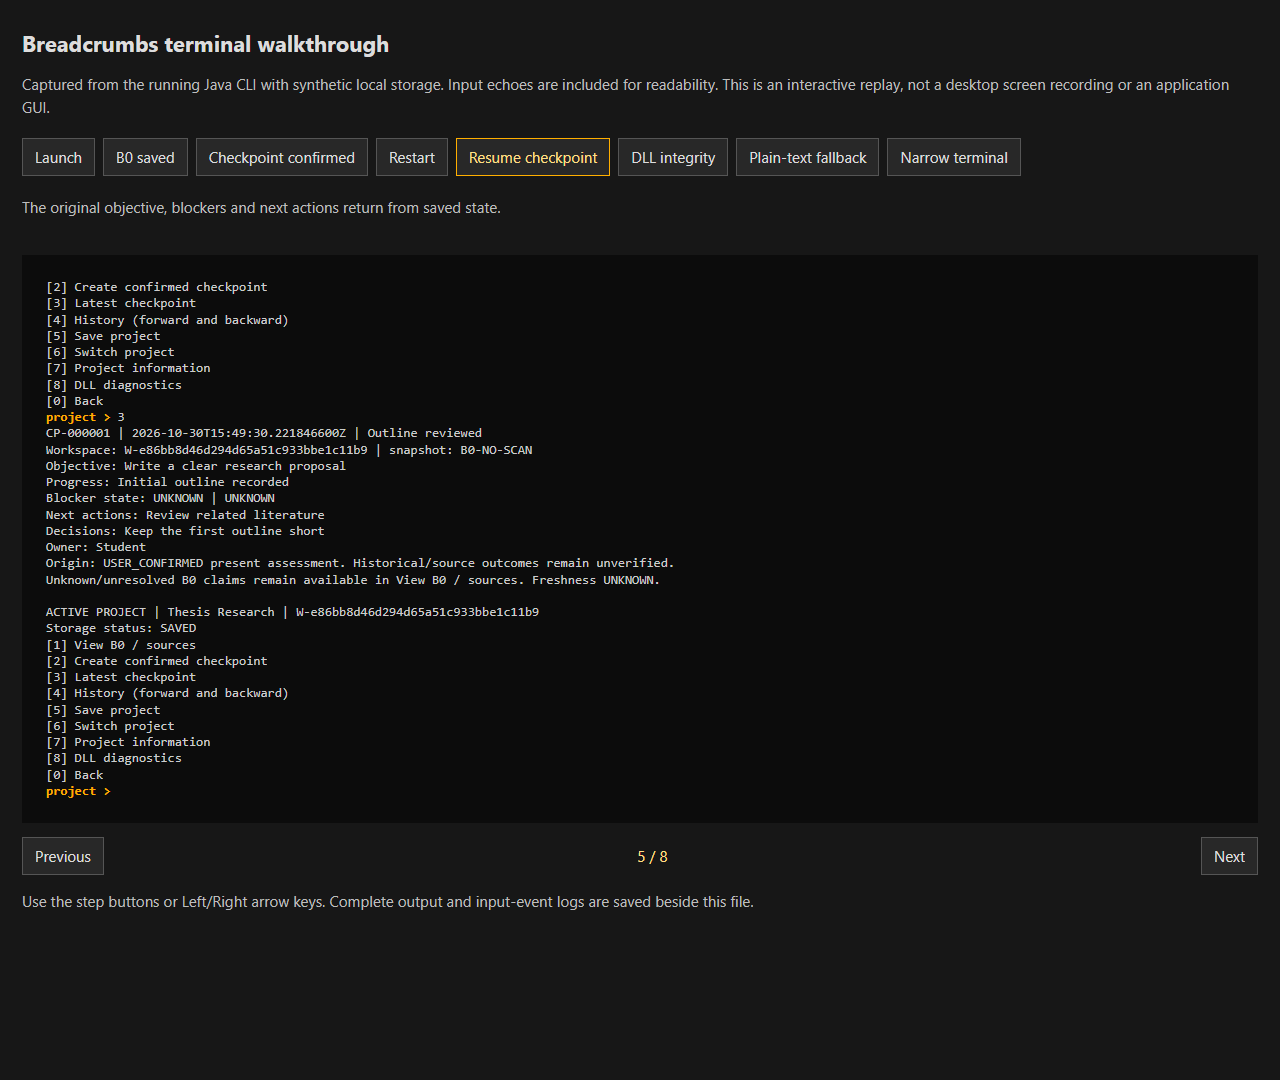 Breadcrumbs terminal walkthrough
Captured from the running Java CLI with synthetic local storage. Input echoes are included for readability. This is an interactive replay, not a desktop screen recording or an application
GUI.
Launch B0 saved Checkpoint confirmed Restart Resume checkpoint DLL integrity Plain-text fallback Narrow terminal
The original objective, blockers and next actions return from saved state.
[2] Create confirmed checkpoint
[3] Latest checkpoint
[4] History (forward and backward)
[5] Save project
[6] Switch project
[7] Project information
[8] DLL diagnostics
[0] Back
project > 3
CP-000001 | 2026-10-30T15:49:30.221846600Z | Outline reviewed
Workspace: W-e86bb8d46d294d65a51c933bbe1c11b9 | snapshot: B0-NO-SCAN
Objective: Write a clear research proposal
Progress: Initial outline recorded
Blocker state: UNKNOWN | UNKNOWN
Next actions: Review related literature
Decisions: Keep the first outline short
Owner: Student
Origin: USER_CONFIRMED present assessment. Historical/source outcomes remain unverified.
Unknown/unresolved B0 claims remain available in View B0 / sources. Freshness UNKNOWN.
ACTIVE PROJECT | Thesis Research | W-e86bb8d46d294d65a51c933bbe1c11b9
Storage status: SAVED
[1] View B0 / sources
[2] Create confirmed checkpoint
[3] Latest checkpoint
[4] History (forward and backward)
[5] Save project
[6] Switch project
[7] Project information
[8] DLL diagnostics
[0] Back
project >
Previous 5 / 8 Next
Use the step buttons or Left/Right arrow keys. Complete output and input-event logs are saved beside this file.